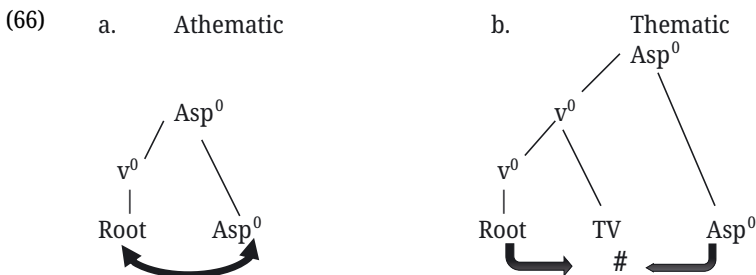 (66) a. Athematic b. Thematic
Asp⁰
Asp⁰
v⁰
v⁰ v⁰
Root Asp⁰ Root TV Asp⁰
#